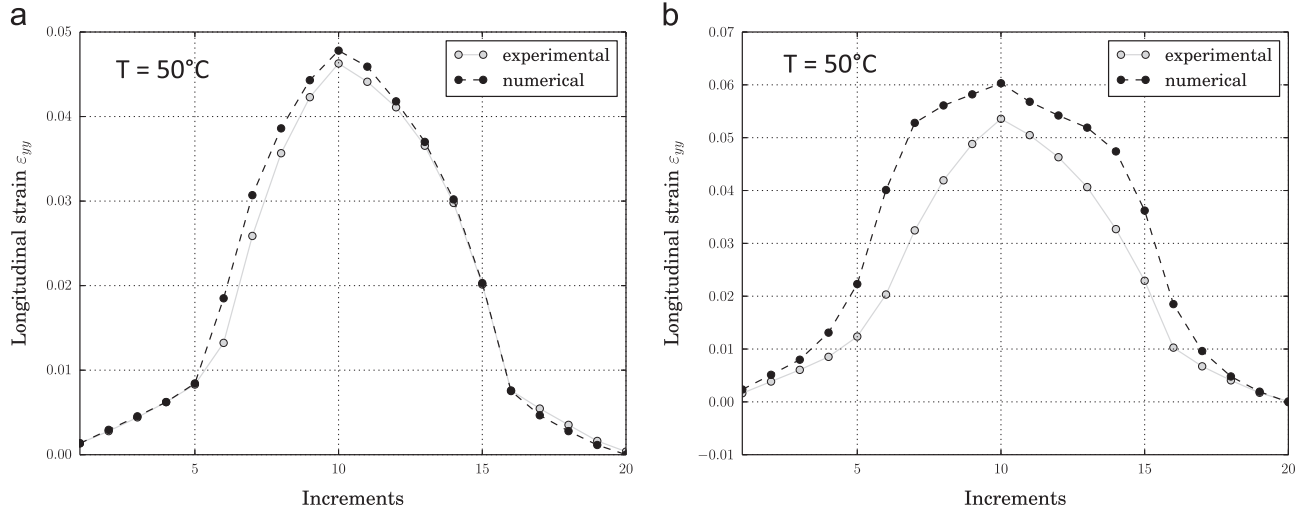 a
0.05
0.04
0.03
0.02
0.01
0.00
Longitudinal strain εyy
T = 50°C
experimental
numerical
5
10
15
20
Increments
b
0.07
0.06
0.05
0.04
0.03
0.02
0.01
0.00
−0.01
Longitudinal strain εyy
T = 50°C
experimental
numerical
5
10
15
20
Increments